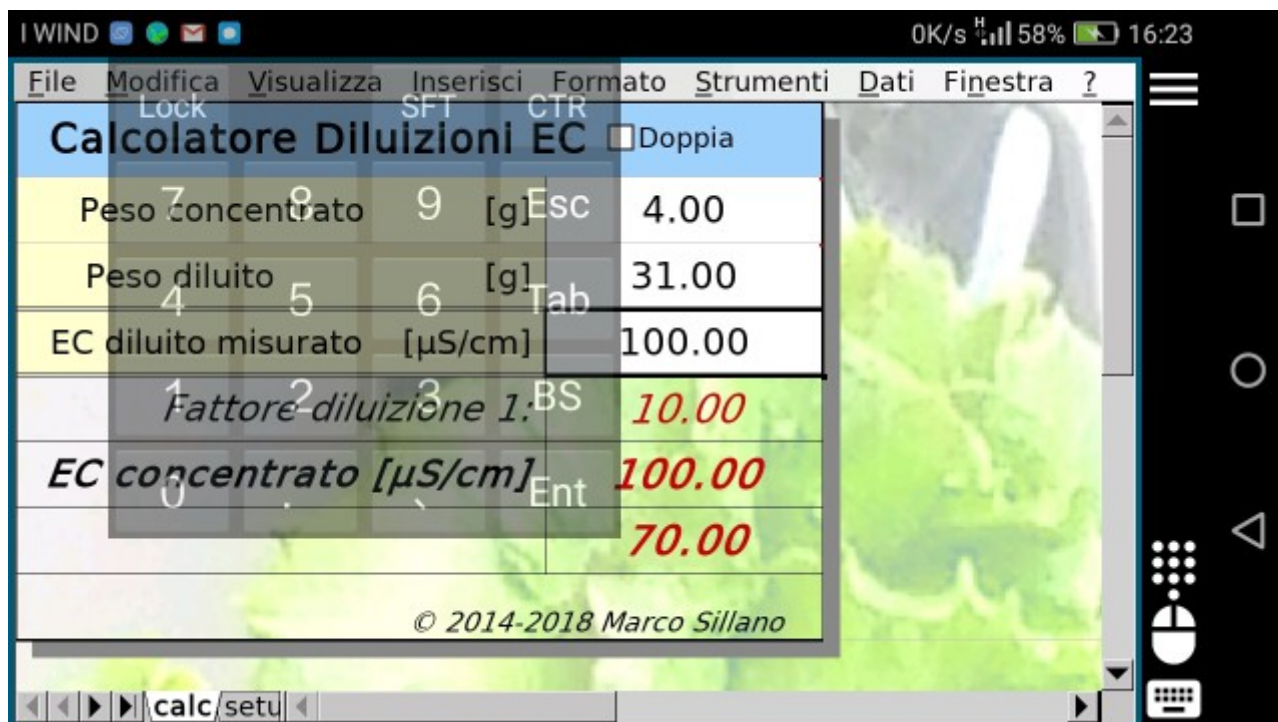 I WIND 0K/s H 58% 16:23
File Modifica Visualizza Inserisci Formato Strumenti Dati Finestra ?
Lock SFT CTR
Calcolatore Diluizioni EC Doppia
7 8 9 Esc
Peso concentrato [g] 4.00
Peso diluito [g] 31.00
4 5 6 Tab
EC diluito misurato [µS/cm] 100.00
1 2 3 BS
Fattore diluizione 1: 10.00
EC concentrato [µS/cm] 100.00
0 . Ent
70.00
© 2014-2018 Marco Sillano
calc setu